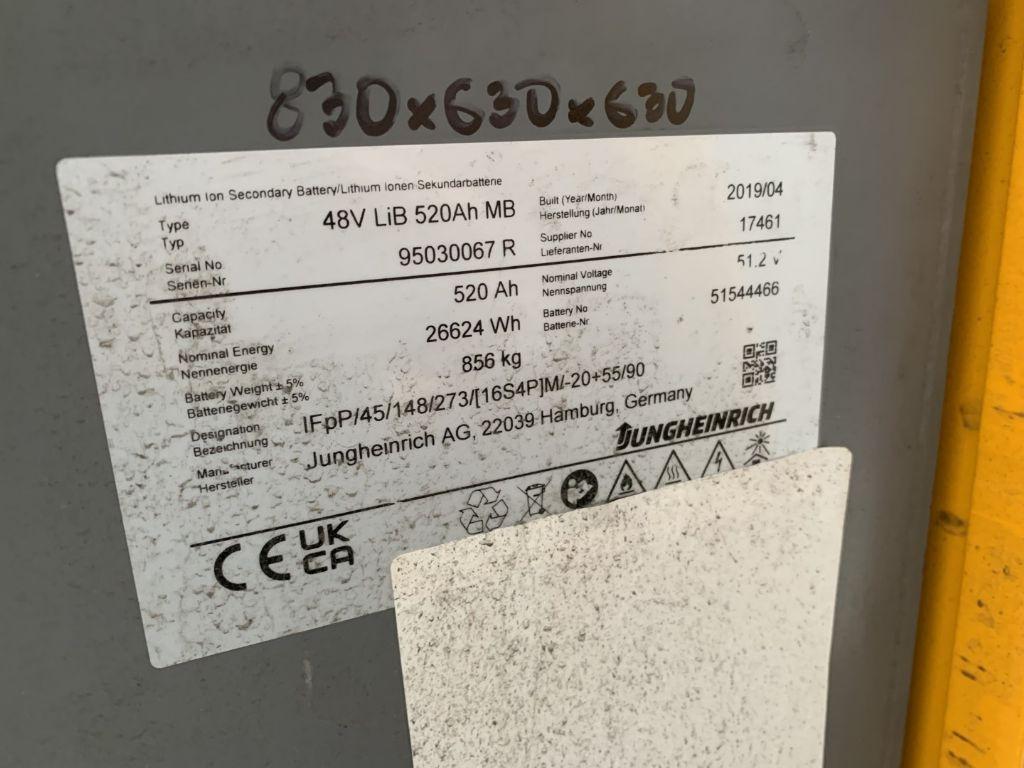 830x630x630
Lithium Ion Secondary Battery/Lithium Ionen Sekundarbatterie
Type 48V LiB 520Ah MB Built (Year/Month) 2019/04
Typ Herstellung (Jahr/Monat)
Serial No. 95030067 R Supplier No 17461
Serien-Nr Lieferanten-Nr
Capacity 520 Ah Nominal Voltage 51.2 V
Kapazität Nennspannung
Nominal Energy 26624 Wh Battery No 51544466
Nennenergie Batterie-Nr
Battery Weight ± 5% 856 kg
Batteriegewicht ± 5%
Designation IFpP/45/148/273/[16S4P]M/-20+55/90
Bezeichnung
Manufacturer Jungheinrich AG, 22039 Hamburg, Germany
Hersteller
JUNGHEINRICH
CE UK
CA